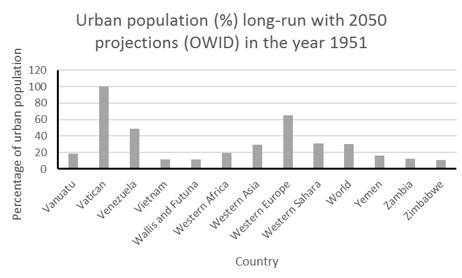 Urban population (%) long-run with 2050
projections (OWID) in the year 1951
Percentage of urban population
120
100
80
60
40
20
0
Vanuatu
Vatican
Venezuela
Vietnam
Wallis and Futuna
Western Africa
Western Asia
Western Europe
Western Sahara
World
Yemen
Zambia
Zimbabwe
Country